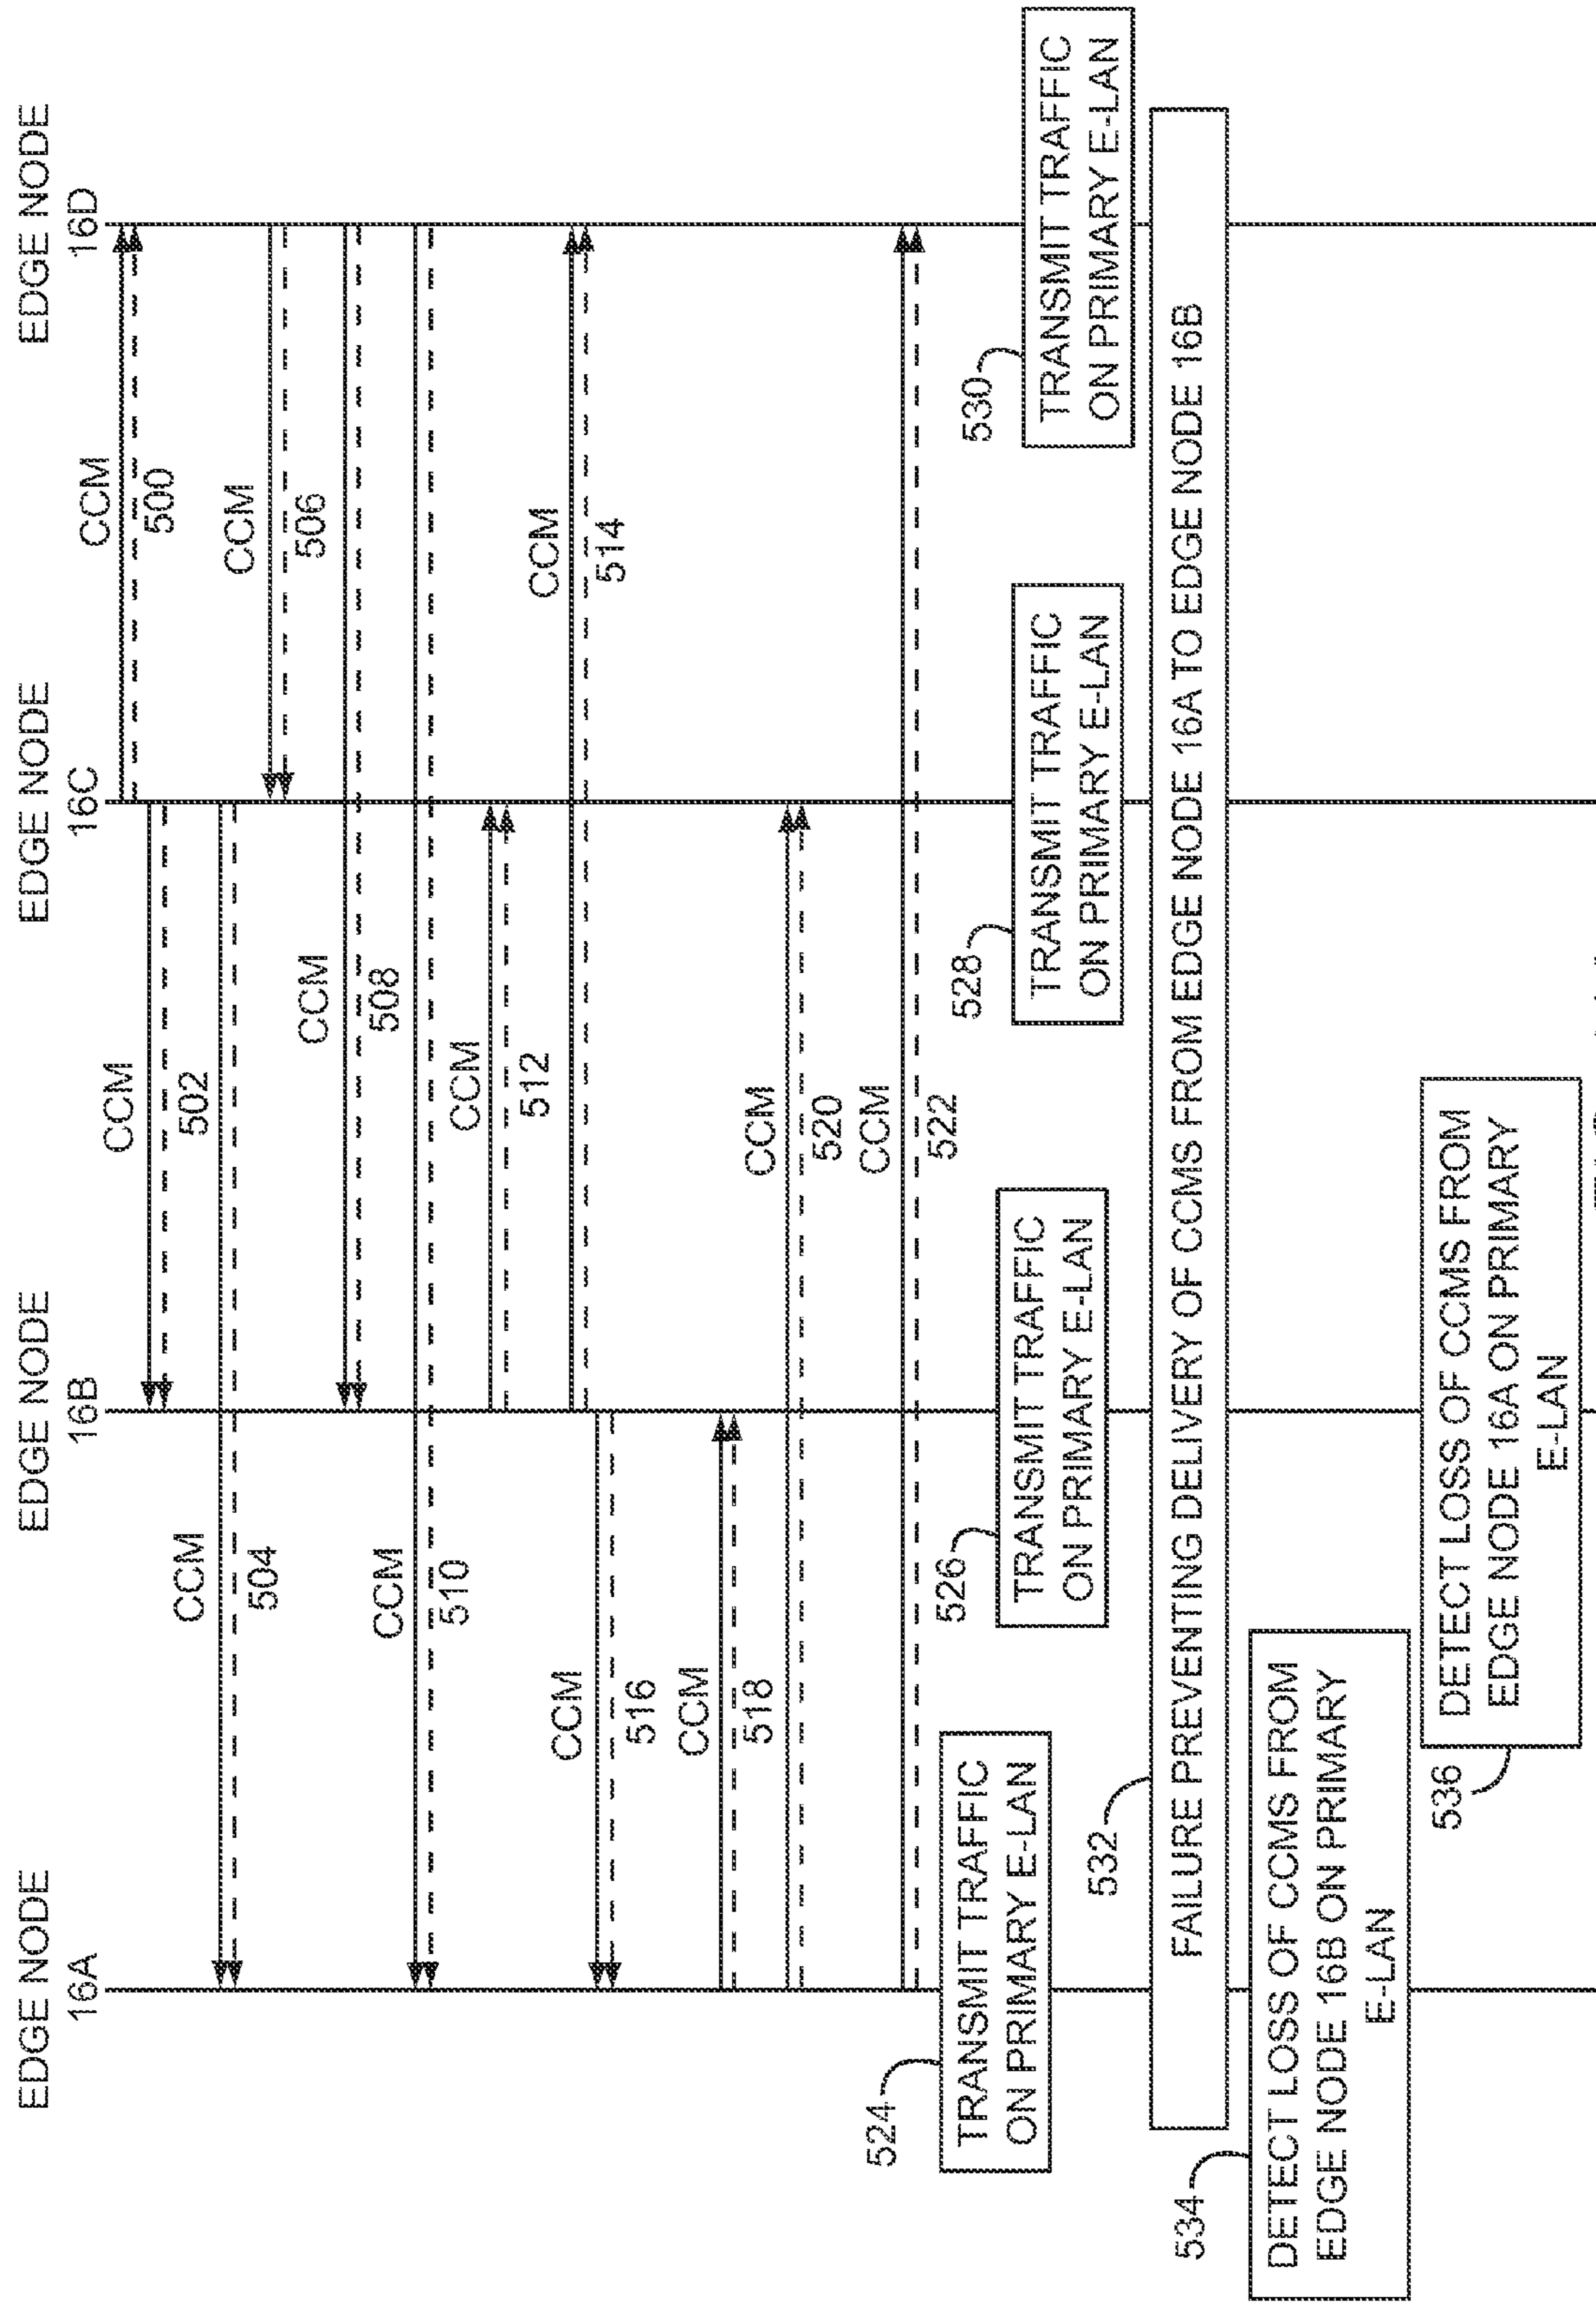 EDGE NODE
16A
EDGE NODE
16B
EDGE NODE
16C
EDGE NODE
16D
CCM
500
CCM
502
CCM
504
CCM
506
CCM
508
CCM
510
CCM
512
CCM
514
CCM
516
CCM
518
CCM
520
CCM
522
524
TRANSMIT TRAFFIC
ON PRIMARY E-LAN
526
TRANSMIT TRAFFIC
ON PRIMARY E-LAN
528
TRANSMIT TRAFFIC
ON PRIMARY E-LAN
530
TRANSMIT TRAFFIC
ON PRIMARY E-LAN
532
FAILURE PREVENTING DELIVERY OF CCMS FROM EDGE NODE 16A TO EDGE NODE 16B
534
DETECT LOSS OF CCMS FROM
EDGE NODE 16B ON PRIMARY
E-LAN
536
DETECT LOSS OF CCMS FROM
EDGE NODE 16A ON PRIMARY
E-LAN